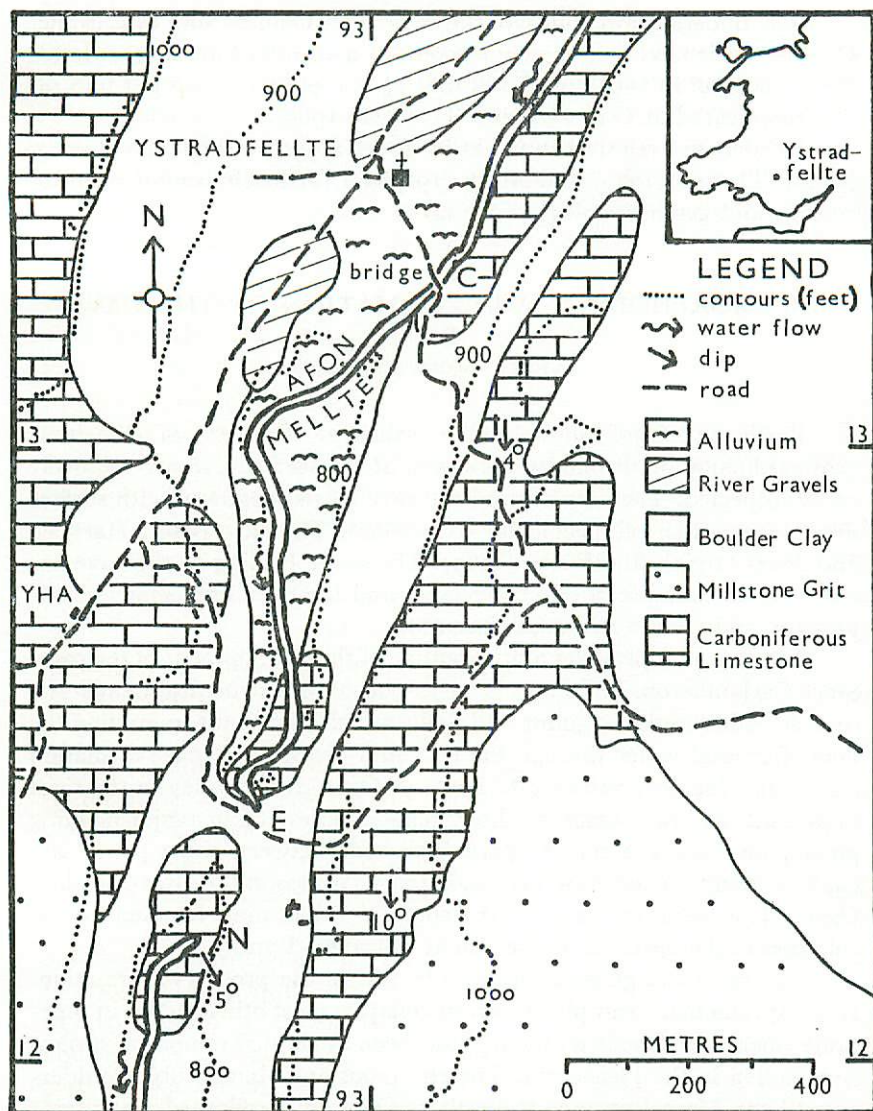 1000
93
900
YSTRADFELLTE
N
bridge
C
AFON
MELLTE
900
800
13
13
4°
YHA
E
N
5°
10°
1000
800
12
12
93
Ystrad-
fellte
LEGEND
contours (feet)
water flow
dip
road
Alluvium
River Gravels
Boulder Clay
Millstone Grit
Carboniferous
Limestone
METRES
0 200 400